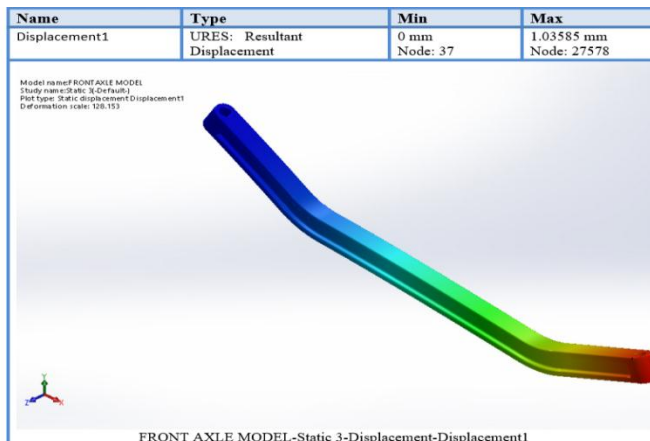 Name Type Min Max
Displacement1 URES: Resultant Displacement 0 mm Node: 37 1.03585 mm Node: 27578
Model name:FRONTAXLE MODEL
Study name:Static 3(-Default-)
Plot type: Static displacement Displacement1
Deformation scale: 128.153
Y
Z X
FRONT AXLE MODEL-Static 3-Displacement-Displacement1